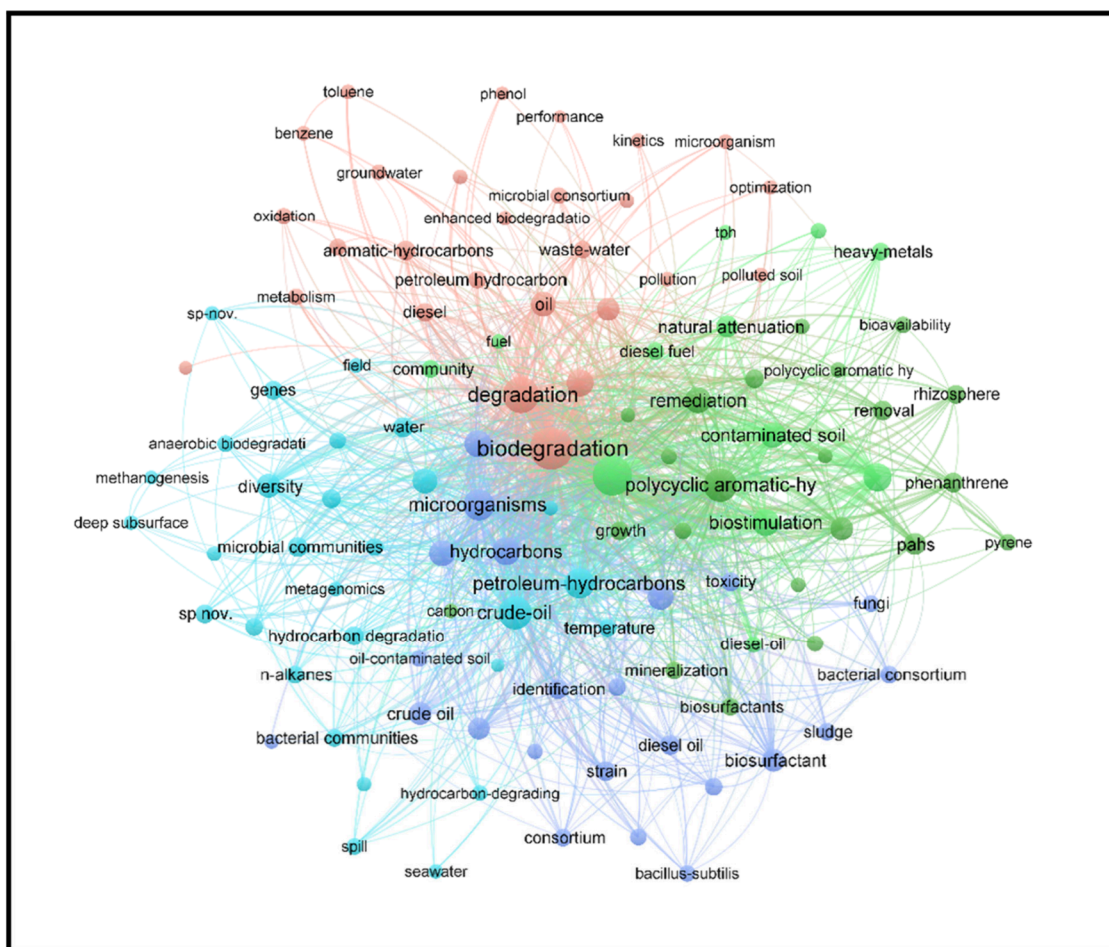 toluene
phenol
performance
benzene
kinetics
microorganism
groundwater
optimization
microbial consortium
oxidation
enhanced biodegradatio
tph
aromatic-hydrocarbons
waste-water
heavy-metals
petroleum hydrocarbon
pollution
polluted soil
metabolism
oil
sp-nov.
diesel
natural attenuation
bioavailability
fuel
diesel fuel
field
community
polycyclic aromatic hy
genes
degradation
remediation
removal
rhizosphere
water
contaminated soil
anaerobic biodegradati
biodegradation
methanogenesis
diversity
polycyclic aromatic-hy
phenanthrene
microorganisms
deep subsurface
biostimulation
growth
microbial communities
hydrocarbons
pahs
pyrene
metagenomics
petroleum-hydrocarbons
toxicity
fungi
sp nov.
carbon
crude-oil
temperature
hydrocarbon degradatio
diesel-oil
oil-contaminated soil
n-alkanes
mineralization
bacterial consortium
identification
crude oil
biosurfactants
bacterial communities
diesel oil
sludge
strain
biosurfactant
hydrocarbon-degrading
consortium
spill
seawater
bacillus-subtilis